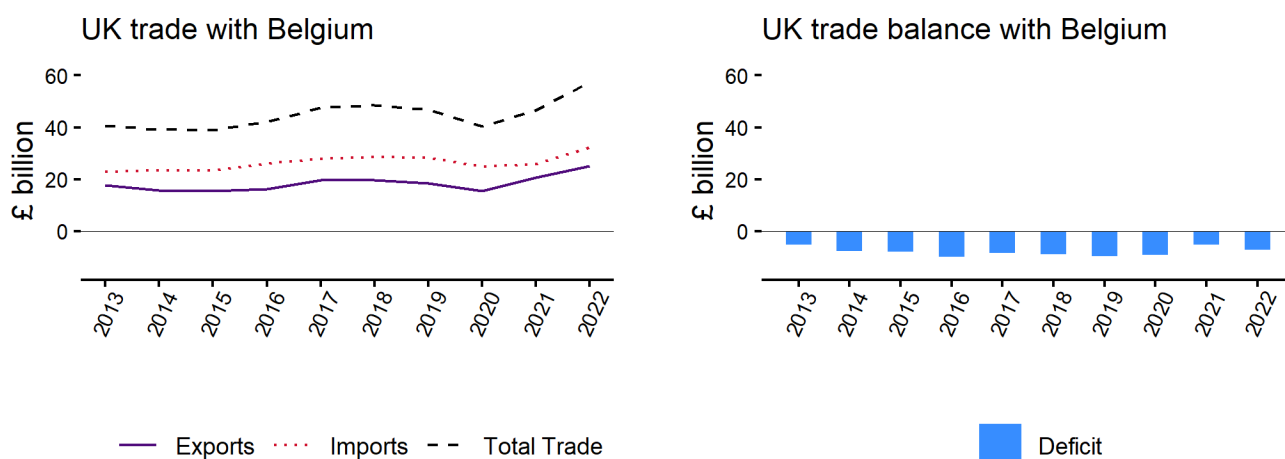 UK trade with Belgium
£ billion
60
40
20
0
2013 2014 2015 2016 2017 2018 2019 2020 2021 2022
Exports Imports Total Trade
UK trade balance with Belgium
£ billion
60
40
20
0
2013 2014 2015 2016 2017 2018 2019 2020 2021 2022
Deficit